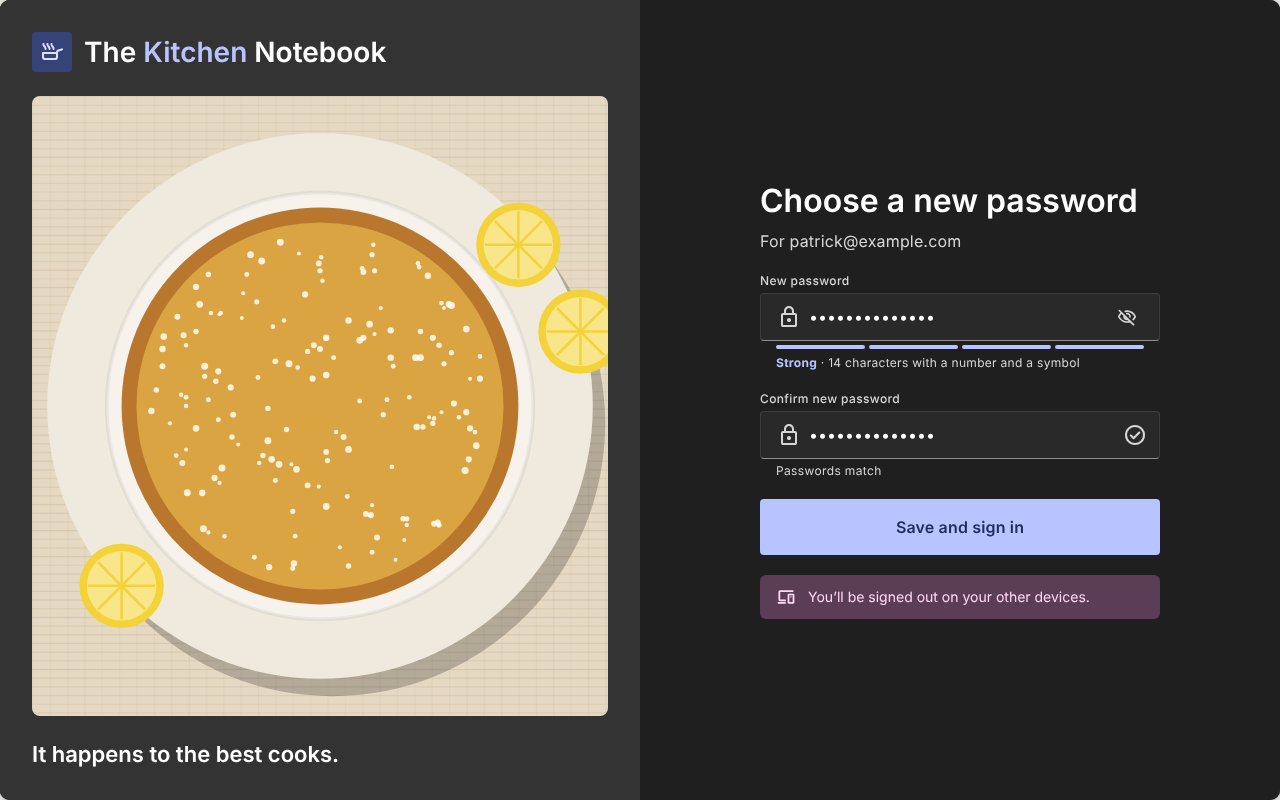 The Kitchen Notebook
It happens to the best cooks.
Choose a new password
For patrick@example.com
New password
••••••••••••••
Strong · 14 characters with a number and a symbol
Confirm new password
••••••••••••••
Passwords match
Save and sign in
You’ll be signed out on your other devices.